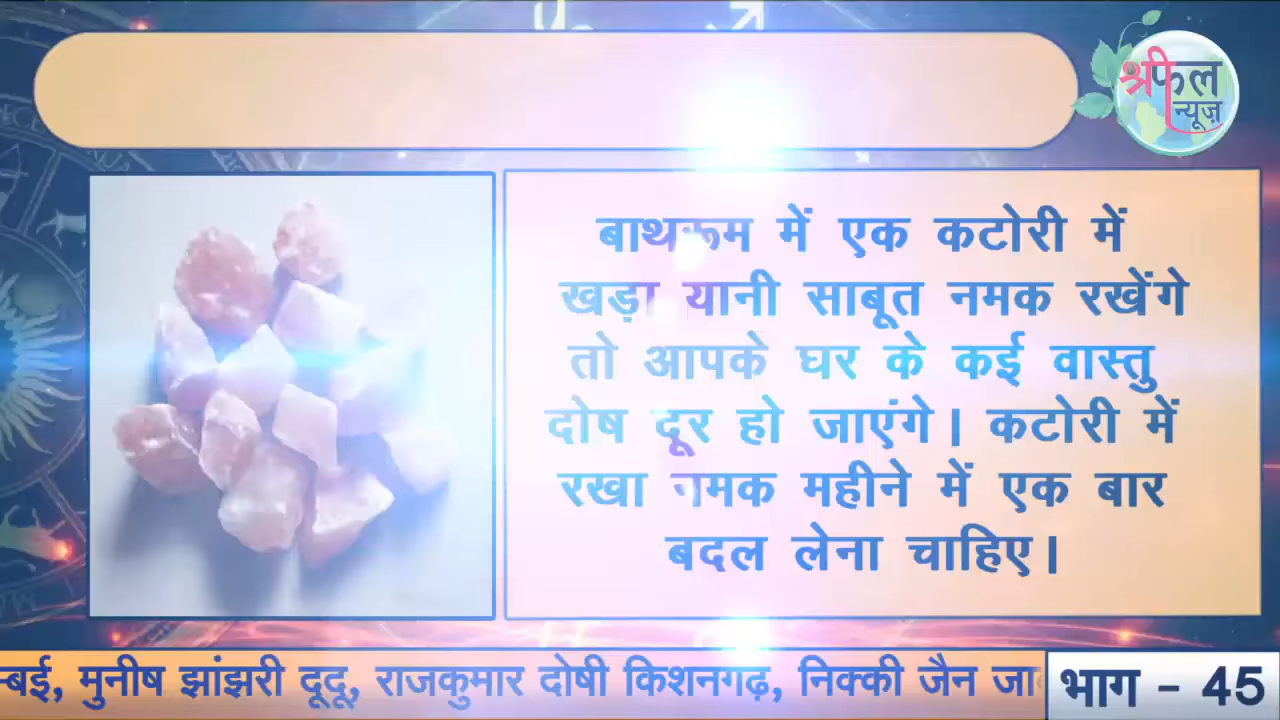 श्रीफल
न्यूज़
बाथरूम में एक कटोरी में
खड़ा यानी साबूत नमक रखेंगे
तो आपके घर के कई वास्तु
दोष दूर हो जाएंगे।  कटोरी में
रखा नमक महीने में एक बार
बदल लेना चाहिए।
म्बई, मुनीष झांझरी दूदू, राजकुमार दोषी किशनगढ़, निक्की जैन
भाग - 45